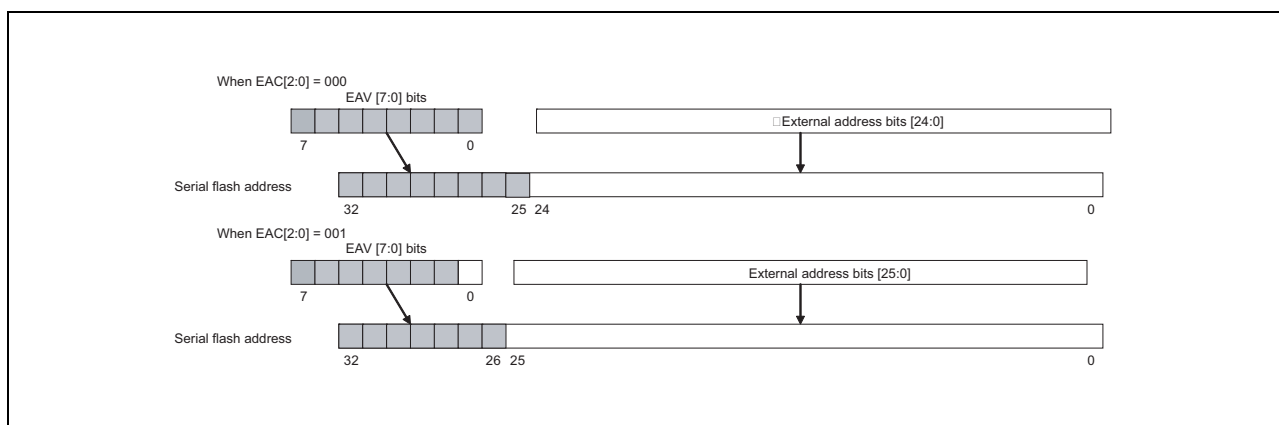 When EAC[2:0] = 000
EAV [7:0] bits
□External address bits [24:0]
7 0
Serial flash address
32 25 24 0
When EAC[2:0] = 001
EAV [7:0] bits
External address bits [25:0]
7 0
Serial flash address
32 26 25 0